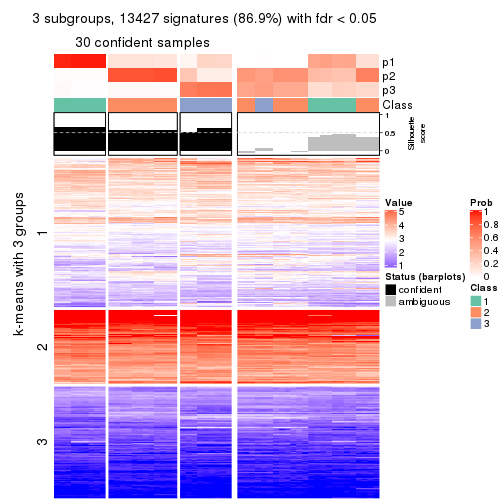 3 subgroups, 13427 signatures (86.9%) with fdr < 0.05
30 confident samples
p1
p2
p3
Class
1
0.5
0
Silhouette
score
k-means with 3 groups
1
2
3
Value
5
4
3
2
1
Status (barplots)
confident
ambiguous
Prob
1
0.8
0.6
0.4
0.2
0
Class
1
2
3